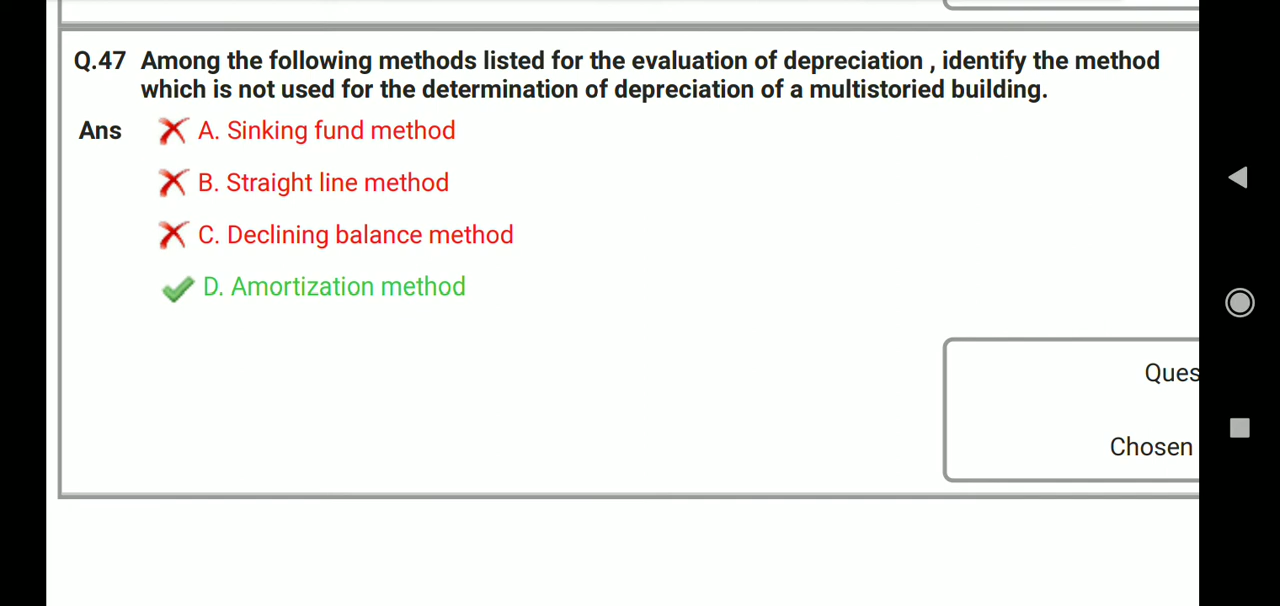 Q.47 Among the following methods listed for the evaluation of depreciation , identify the method
which is not used for the determination of depreciation of a multistoried building.
Ans A. Sinking fund method
B. Straight line method
C. Declining balance method
D. Amortization method
Ques
Chosen